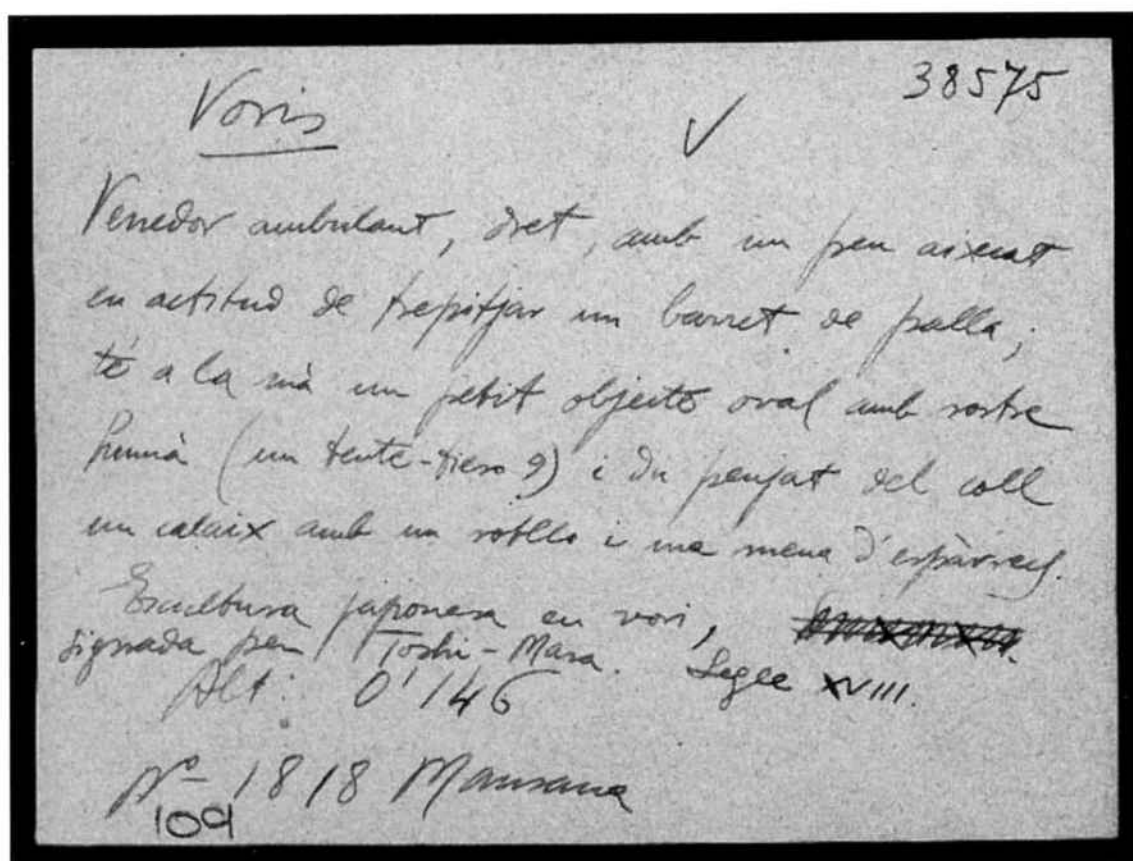 38575
Voris
✓
Venedor ambulant, dret, amb un peu aixecat
en actitud de trepitjar un barret de palla;
té a la mà un petit objecte oval amb rostre
humà (un tente-tieso?) i du penjat del coll
un calaix amb un rotllo i una mena d'espàrrecs.
Escultura japonesa en vori,
signada per Toshi-Masa. Segle XVIII.
Alt: 0'146
Nº 1818 Mansana
109